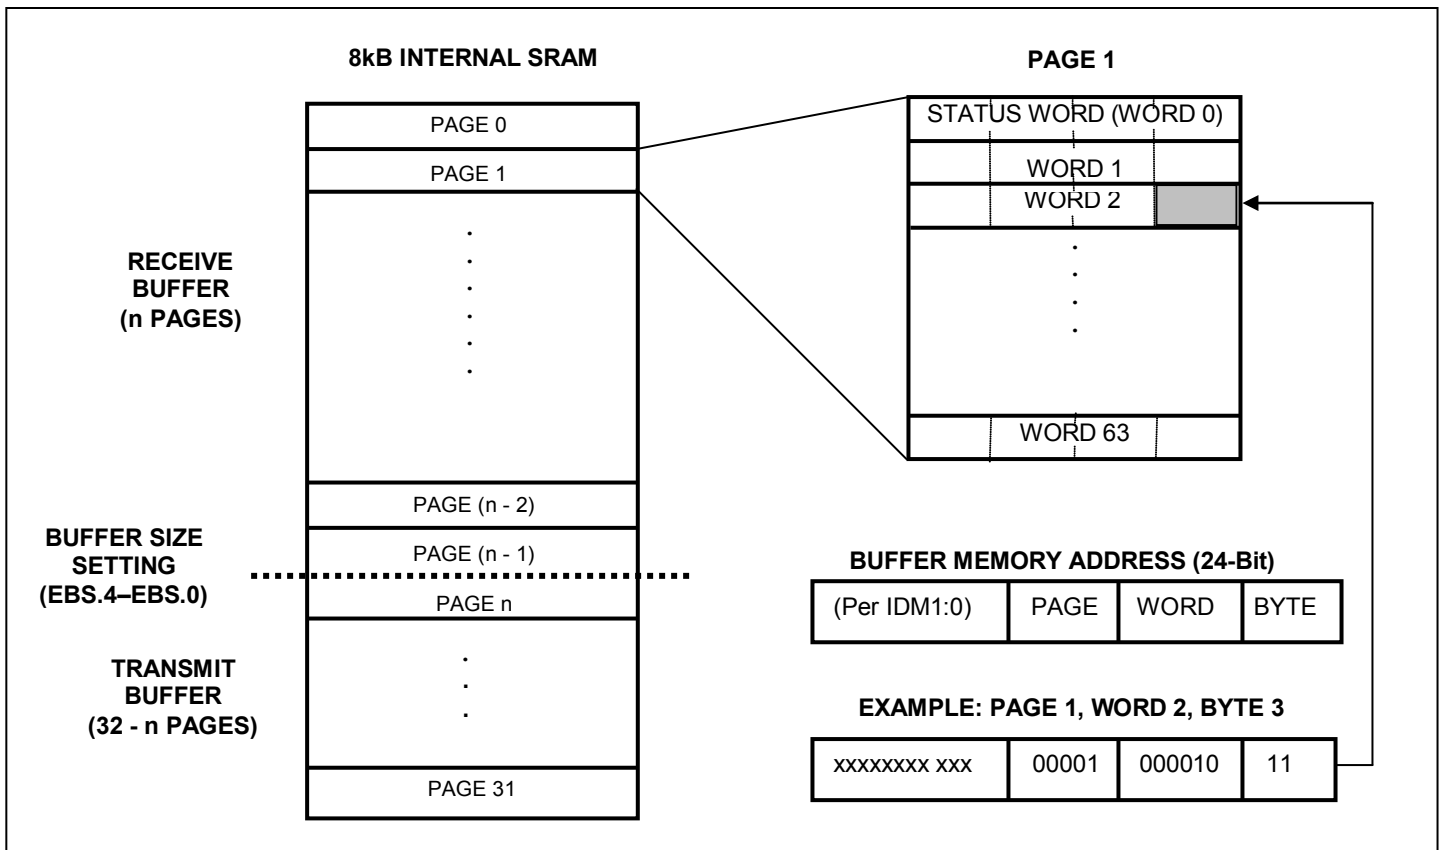 8kB INTERNAL SRAM
PAGE 0
PAGE 1
RECEIVE
BUFFER
(n PAGES)
PAGE (n - 2)
BUFFER SIZE
SETTING
(EBS.4–EBS.0)
PAGE (n - 1)
PAGE n
TRANSMIT
BUFFER
(32 - n PAGES)
PAGE 31
PAGE 1
STATUS WORD (WORD 0)
WORD 1
WORD 2
WORD 63
BUFFER MEMORY ADDRESS (24-Bit)
(Per IDM1:0) PAGE WORD BYTE
EXAMPLE: PAGE 1, WORD 2, BYTE 3
xxxxxxxx xxx 00001 000010 11